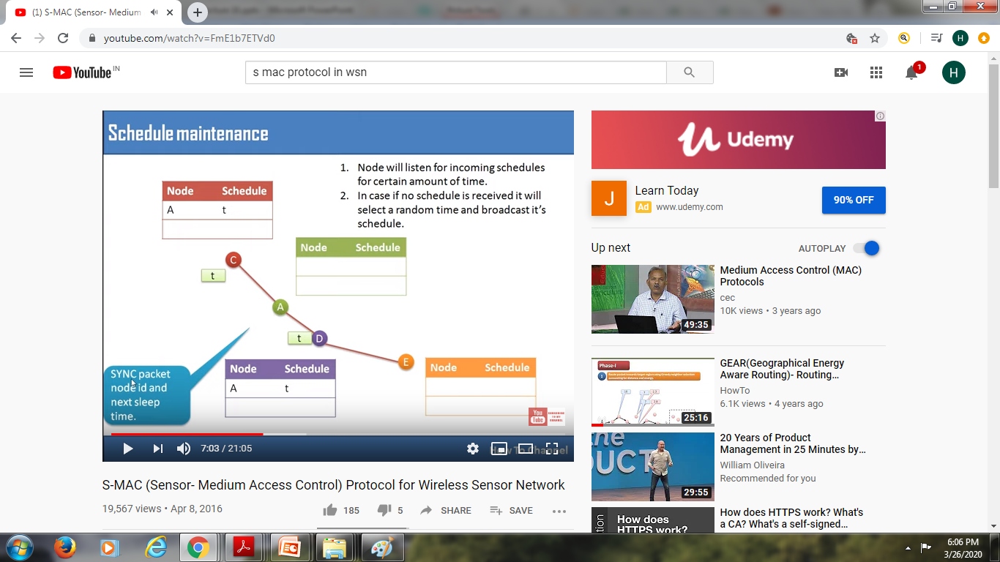 (1) S-MAC (Sensor- Medium
youtube.com/watch?v=FmE1b7ETVd0
H
YouTube IN
s mac protocol in wsn
1
H
Schedule maintenance
1. Node will listen for incoming schedules
for certain amount of time.
2. In case if no schedule is received it will
select a random time and broadcast it's
schedule.
Node Schedule
A t
Node Schedule
C
t
A
t D
E
SYNC packet
node id and
next sleep
time.
Node Schedule
A t
Node Schedule
You
Tube
7:03 / 21:05
HowTo Channel
S-MAC (Sensor- Medium Access Control) Protocol for Wireless Sensor Network
19,567 views • Apr 8, 2016
185
5
SHARE
SAVE
Udemy
J
Learn Today
Ad www.udemy.com
90% OFF
Up next
AUTOPLAY
49:35
Medium Access Control (MAC)
Protocols
cec
10K views • 3 years ago
Phase-I
1
25:16
GEAR(Geographical Energy
Aware Routing)- Routing...
HowTo
6.1K views • 4 years ago
the
DUCT
29:55
20 Years of Product
Management in 25 Minutes by...
William Oliveira
Recommended for you
How does
HTTPS work?
How does HTTPS work? What's
a CA? What's a self-signed...
6:06 PM
3/26/2020